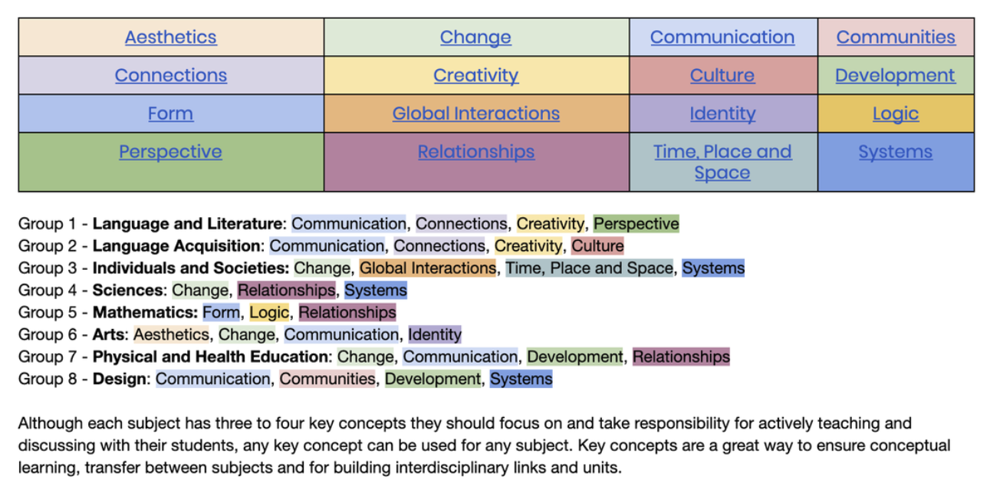 Aesthetics Change Communication Communities
Connections Creativity Culture Development
Form Global Interactions Identity Logic
Perspective Relationships Time, Place and Systems
Space
Group 1 - Language and Literature: Communication, Connections, Creativity, Perspective
Group 2 - Language Acquisition: Communication, Connections, Creativity, Culture
Group 3 - Individuals and Societies: Change, Global Interactions, Time, Place and Space, Systems
Group 4 - Sciences: Change, Relationships, Systems
Group 5 - Mathematics: Form, Logic, Relationships
Group 6 - Arts: Aesthetics, Change, Communication, Identity
Group 7 - Physical and Health Education: Change, Communication, Development, Relationships
Group 8 - Design: Communication, Communities, Development, Systems
Although each subject has three to four key concepts they should focus on and take responsibility for actively teaching and
discussing with their students, any key concept can be used for any subject. Key concepts are a great way to ensure conceptual
learning, transfer between subjects and for building interdisciplinary links and units.